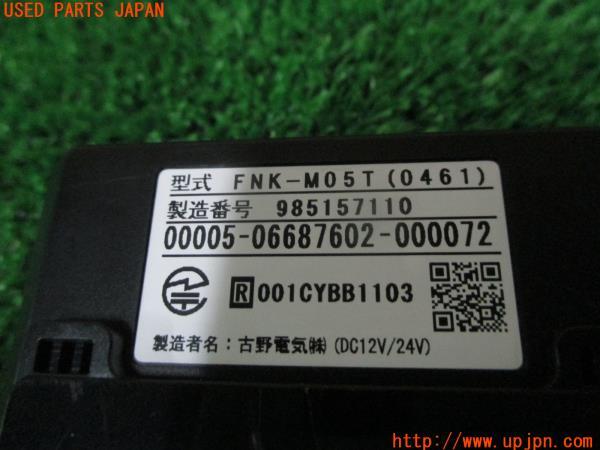 USED PARTS JAPAN
型式 FNK-M05T(0461)
製造番号 985157110
00005-06687602-000072
R 001CYBB1103
製造者名：古野電気㈱(DC12V/24V)
http://www.upjpn.com/